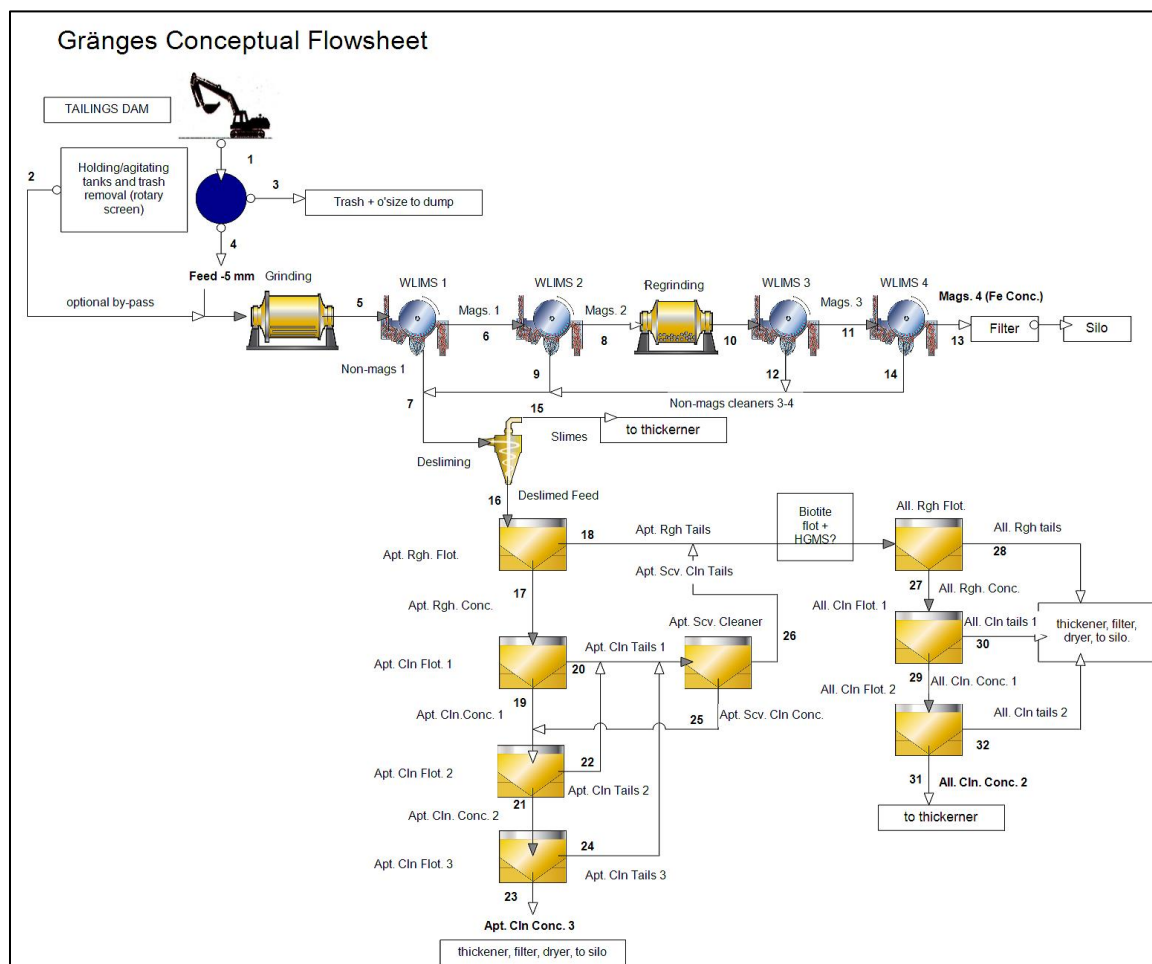 Gränges Conceptual Flowsheet
TAILINGS DAM
1
2
Holding/agitating
tanks and trash
removal (rotary
screen)
3
Trash + o'size to dump
4
Feed -5 mm
Grinding
optional by-pass
5
WLIMS 1
Mags. 1
6
WLIMS 2
Mags. 2
8
Regrinding
10
WLIMS 3
Mags. 3
11
WLIMS 4
Mags. 4 (Fe Conc.)
13
Filter
Silo
Non-mags 1
7
9
12
14
Non-mags cleaners 3-4
15
Slimes
to thickerner
Desliming
16
Deslimed Feed
Apt. Rgh. Flot.
18
Apt. Rgh Tails
Biotite
flot +
HGMS?
All. Rgh Flot.
All. Rgh tails
28
Apt. Scv. Cln Tails
17
Apt. Rgh. Conc.
27
All. Rgh. Conc.
All. Cln Flot. 1
All. Cln tails 1
30
thickener, filter,
dryer, to silo.
Apt. Scv. Cleaner
26
Apt. Cln Flot. 1
Apt. Cln Tails 1
20
19
Apt. Cln.Conc. 1
25
Apt. Scv. Cln Conc.
29
All. Cln. Conc. 1
All. Cln Flot. 2
All. Cln tails 2
32
31
All. Cln. Conc. 2
to thickerner
Apt. Cln Flot. 2
22
Apt. Cln Tails 2
21
Apt. Cln. Conc. 2
Apt. Cln Flot. 3
24
Apt. Cln Tails 3
23
Apt. Cln Conc. 3
thickener, filter, dryer, to silo